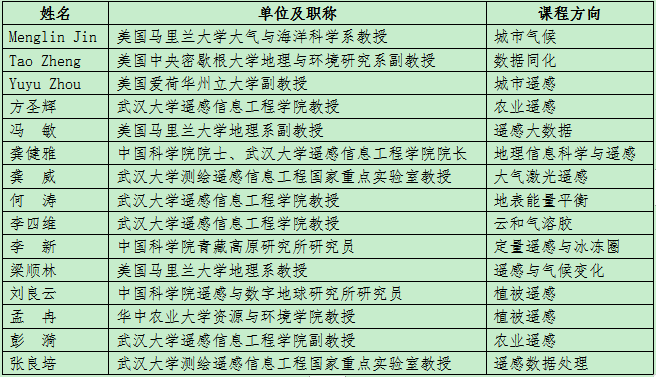 姓名 单位及职称 课程方向
Menglin Jin 美国马里兰大学大气与海洋科学系教授 城市气候
Tao Zheng 美国中央密歇根大学地理与环境研究系副教授 数据同化
Yuyu Zhou 美国爱荷华州立大学副教授 城市遥感
方圣辉 武汉大学遥感信息工程学院教授 农业遥感
冯 敏 美国马里兰大学地理系副教授 遥感大数据
龚健雅 中国科学院院士、武汉大学遥感信息工程学院院长 地理信息科学与遥感
龚 威 武汉大学测绘遥感信息工程国家重点实验室教授 大气激光遥感
何 涛 武汉大学遥感信息工程学院教授 地表能量平衡
李四维 武汉大学遥感信息工程学院教授 云和气溶胶
李 新 中国科学院青藏高原研究所研究员 定量遥感与冰冻圈
梁顺林 美国马里兰大学地理系教授 遥感与气候变化
刘良云 中国科学院遥感与数字地球研究所研究员 植被遥感
孟 冉 华中农业大学资源与环境学院教授 植被遥感
彭 漪 武汉大学遥感信息工程学院副教授 农业遥感
张良培 武汉大学测绘遥感信息工程国家重点实验室教授 遥感数据处理